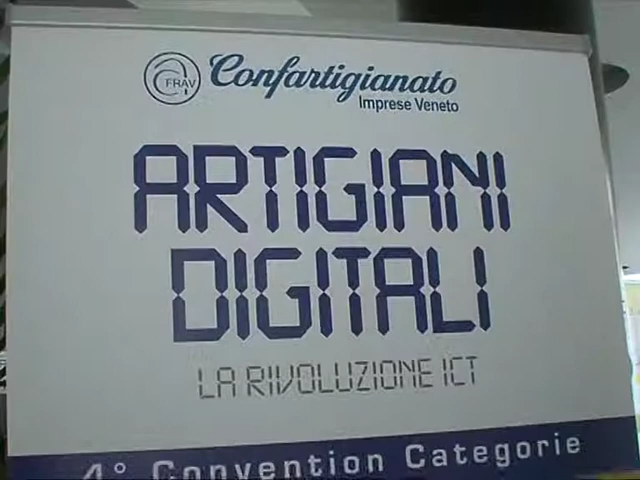 FRAV
Confartigianato
Imprese Veneto
ARTIGIANI
DIGITALI
LA RIVOLUZIONE ICT
4° Convention Categorie